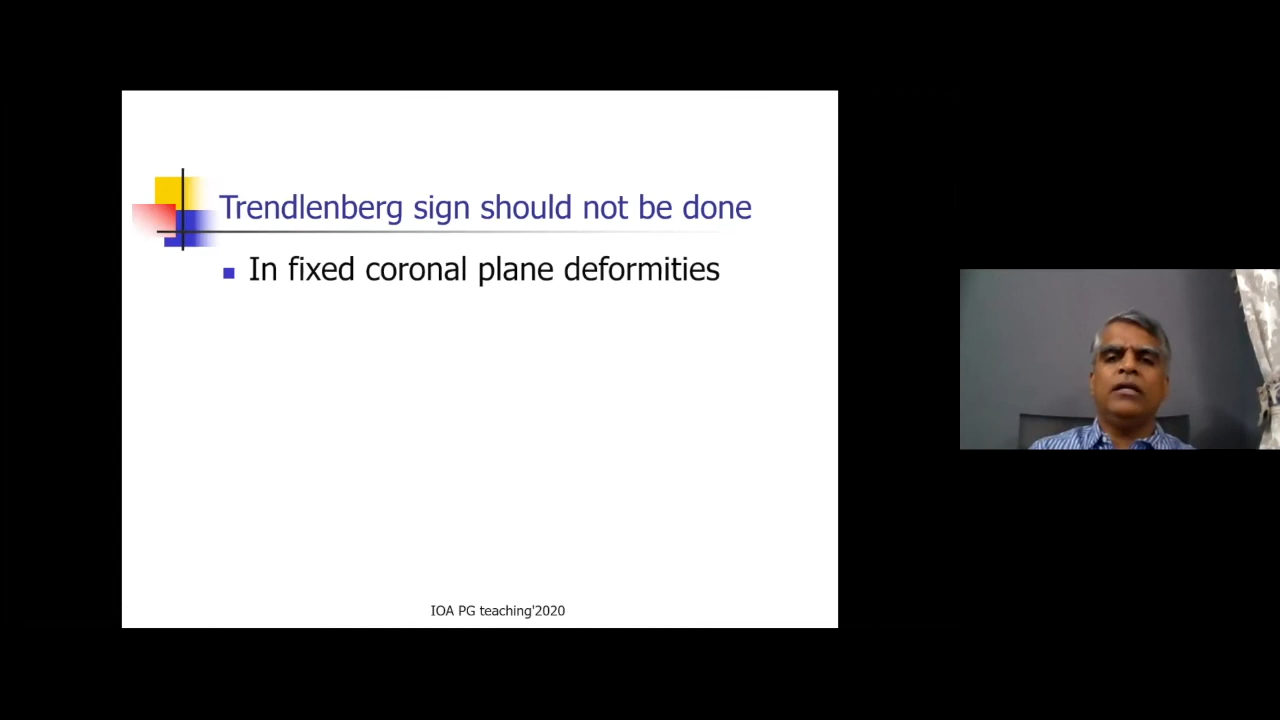 Trendlenberg sign should not be done
In fixed coronal plane deformities
IOA PG teaching'2020